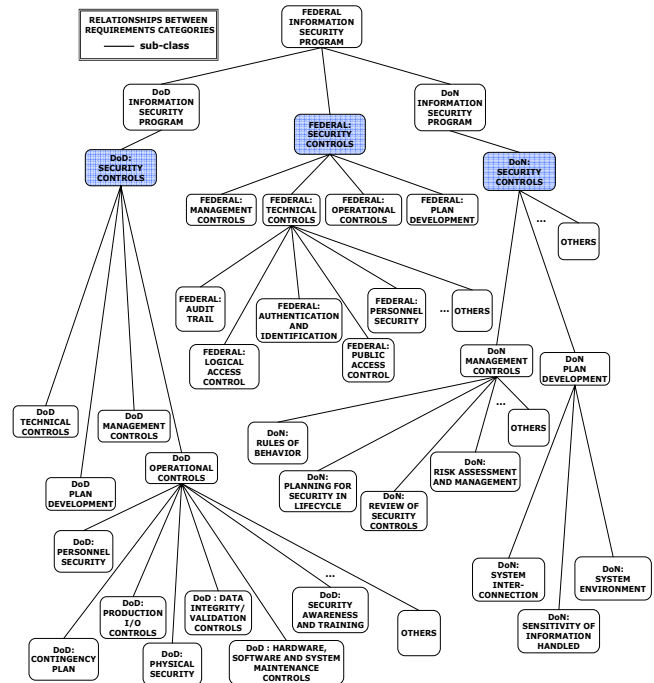 RELATIONSHIPS BETWEEN
REQUIREMENTS CATEGORIES
sub-class
FEDERAL
INFORMATION
SECURITY
PROGRAM
DoD
INFORMATION
SECURITY
PROGRAM
DoN
INFORMATION
SECURITY
PROGRAM
FEDERAL:
SECURITY
CONTROLS
DoD:
SECURITY
CONTROLS
DoN:
SECURITY
CONTROLS
FEDERAL:
MANAGEMENT
CONTROLS
FEDERAL:
TECHNICAL
CONTROLS
FEDERAL:
OPERATIONAL
CONTROLS
FEDERAL:
PLAN
DEVELOPMENT
...
OTHERS
FEDERAL:
AUDIT
TRAIL
FEDERAL:
AUTHENTICATION
AND
IDENTIFICATION
FEDERAL:
PERSONNEL
SECURITY
...
OTHERS
FEDERAL:
LOGICAL
ACCESS
CONTROL
FEDERAL:
PUBLIC
ACCESS
CONTROL
DoN
MANAGEMENT
CONTROLS
DoN
PLAN
DEVELOPMENT
DoD
TECHNICAL
CONTROLS
DoD
MANAGEMENT
CONTROLS
...
OTHERS
DoN:
RULES OF
BEHAVIOR
DoD
OPERATIONAL
CONTROLS
DoN:
RISK ASSESSMENT
AND MANAGEMENT
DoD
PLAN
DEVELOPMENT
DoN:
PLANNING FOR
SECURITY IN
LIFECYCLE
DoN:
REVIEW OF
SECURITY
CONTROLS
DoD:
PERSONNEL
SECURITY
DoN:
SYSTEM
INTER-
CONNECTION
DoN:
SYSTEM
ENVIRONMENT
...
DoD:
PRODUCTION
I/O
CONTROLS
DoD : DATA
INTEGRITY/
VALIDATION
CONTROLS
DoD:
SECURITY
AWARENESS
AND TRAINING
OTHERS
DoN:
SENSITIVITY OF
INFORMATION
HANDLED
DoD:
CONTINGENCY
PLAN
DoD:
PHYSICAL
SECURITY
DoD : HARDWARE,
SOFTWARE AND SYSTEM
MAINTENANCE
CONTROLS